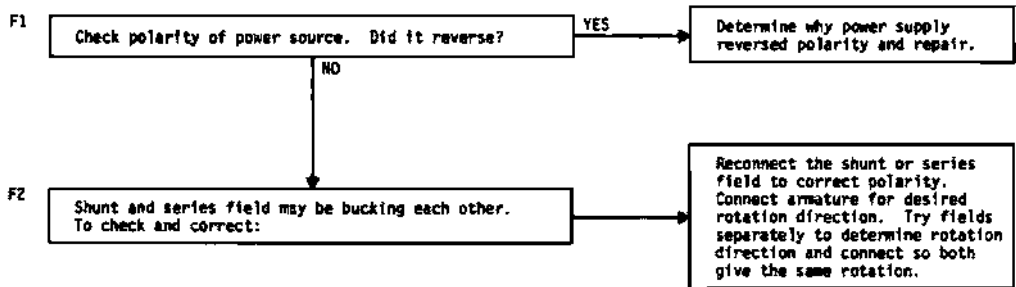 F1
Check polarity of power source. Did it reverse?
YES
Determine why power supply
reversed polarity and repair.
NO
F2
Shunt and series field may be bucking each other.
To check and correct:
Reconnect the shunt or series
field to correct polarity.
Connect armature for desired
rotation direction. Try fields
separately to determine rotation
direction and connect so both
give the same rotation.